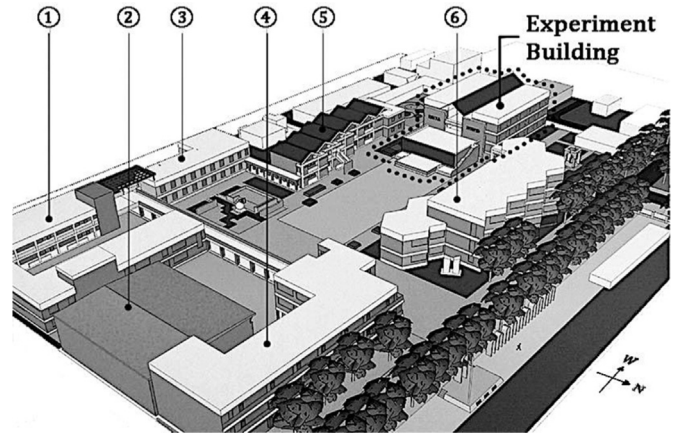 ① ② ③ ④ ⑤ ⑥ Experiment
Building
W
N